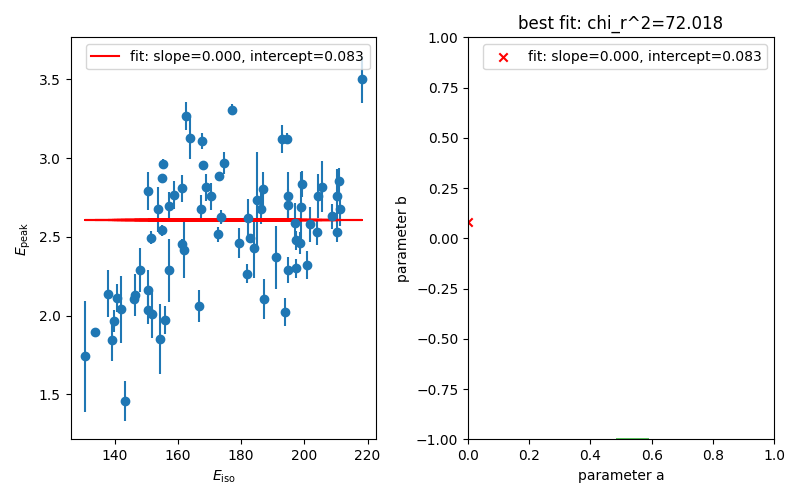 best fit: chi_r^2=72.018
fit: slope=0.000, intercept=0.083
3.5
3.0
2.5
2.0
1.5
E_peak
140 160 180 200 220
E_iso
fit: slope=0.000, intercept=0.083
1.00
0.75
0.50
0.25
0.00
−0.25
−0.50
−0.75
−1.00
parameter b
0.0 0.2 0.4 0.6 0.8 1.0
parameter a